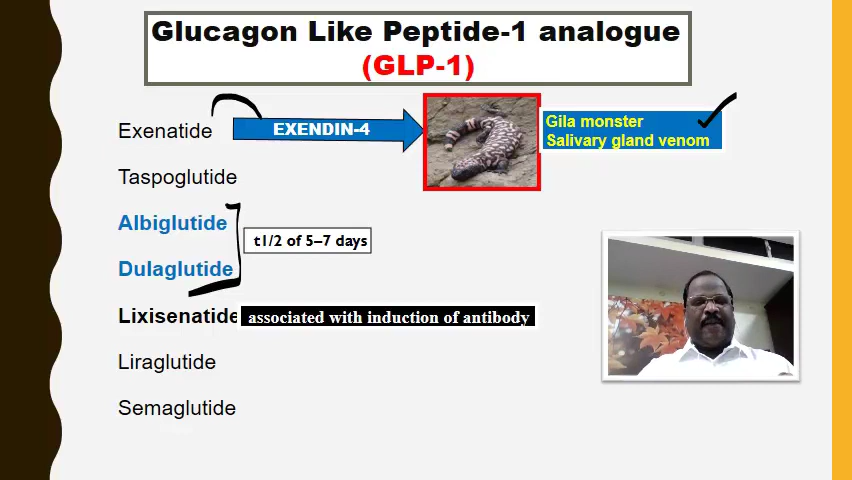 Glucagon Like Peptide-1 analogue
(GLP-1)
Exenatide
EXENDIN-4
Gila monster
Salivary gland venom
Taspoglutide
Albiglutide
t1/2 of 5–7 days
Dulaglutide
Lixisenatide
associated with induction of antibody
Liraglutide
Semaglutide